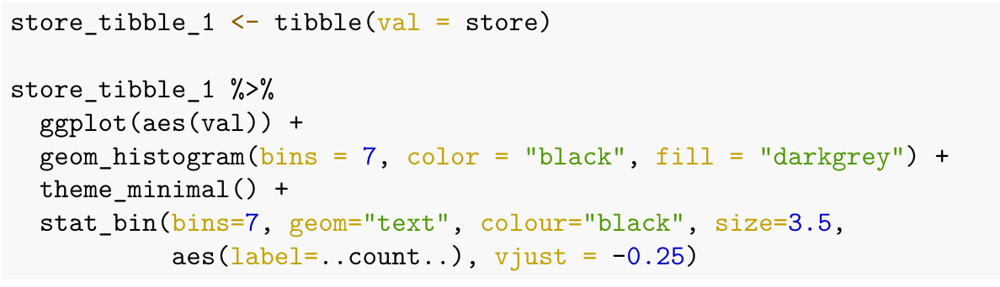 store_tibble_1 <- tibble(val = store)
store_tibble_1 %>%
  ggplot(aes(val)) +
  geom_histogram(bins = 7, color = "black", fill = "darkgrey") +
  theme_minimal() +
  stat_bin(bins=7, geom="text", colour="black", size=3.5,
           aes(label=..count..), vjust = -0.25)